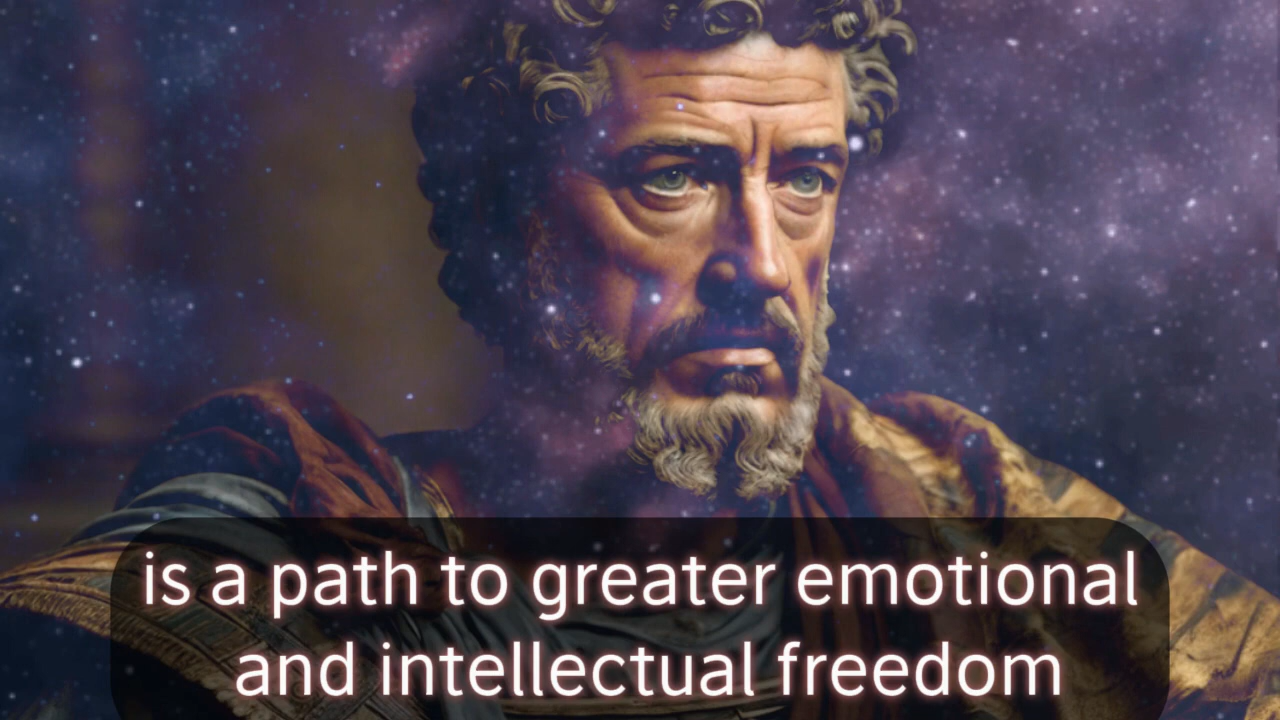 is a path to greater emotional
and intellectual freedom